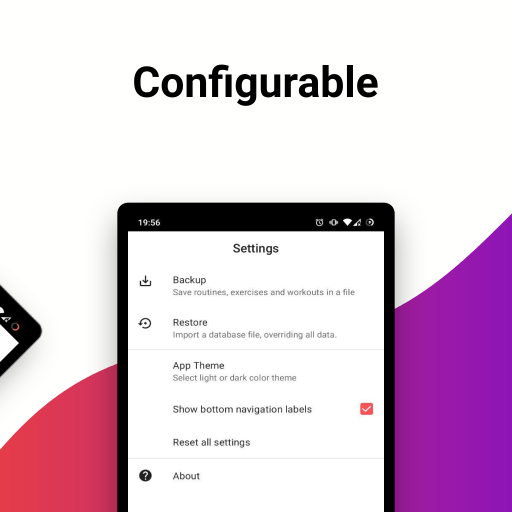 Configurable
19:56
Settings
Backup
Save routines, exercises and workouts in a file
Restore
Import a database file, overriding all data.
App Theme
Select light or dark color theme
Show bottom navigation labels
Reset all settings
About